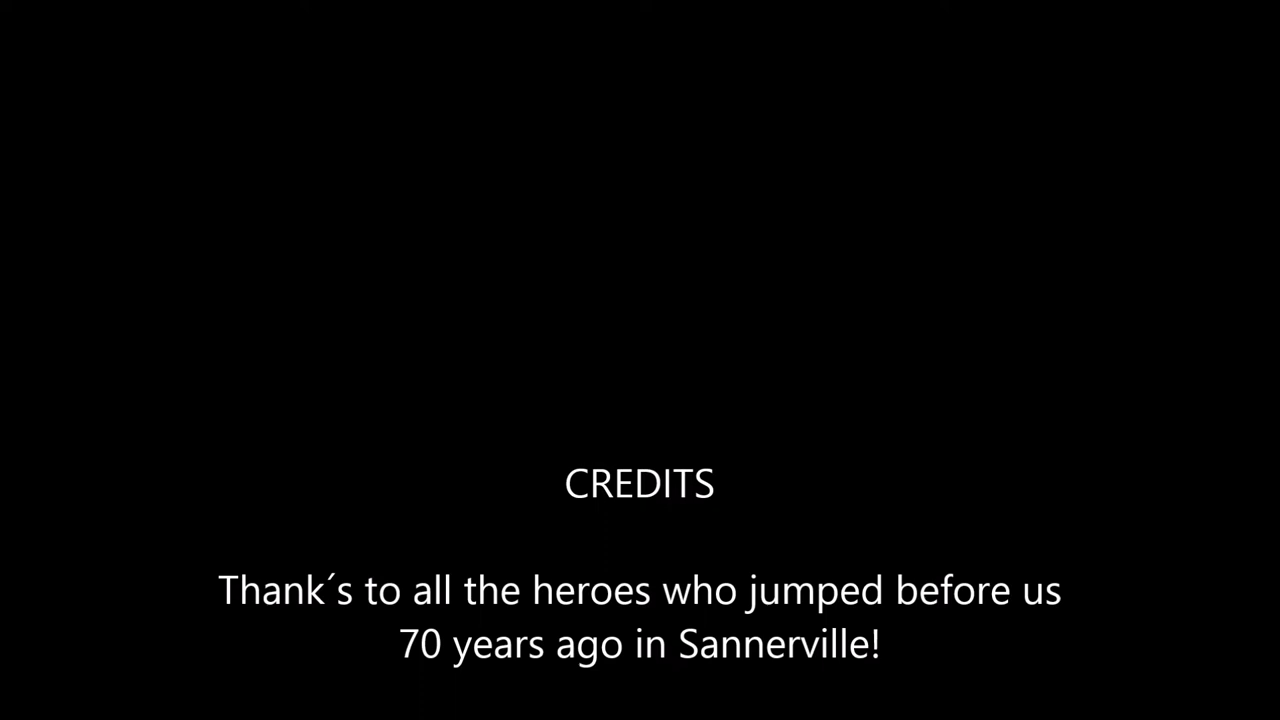 CREDITS
Thank´s to all the heroes who jumped before us
70 years ago in Sannerville!